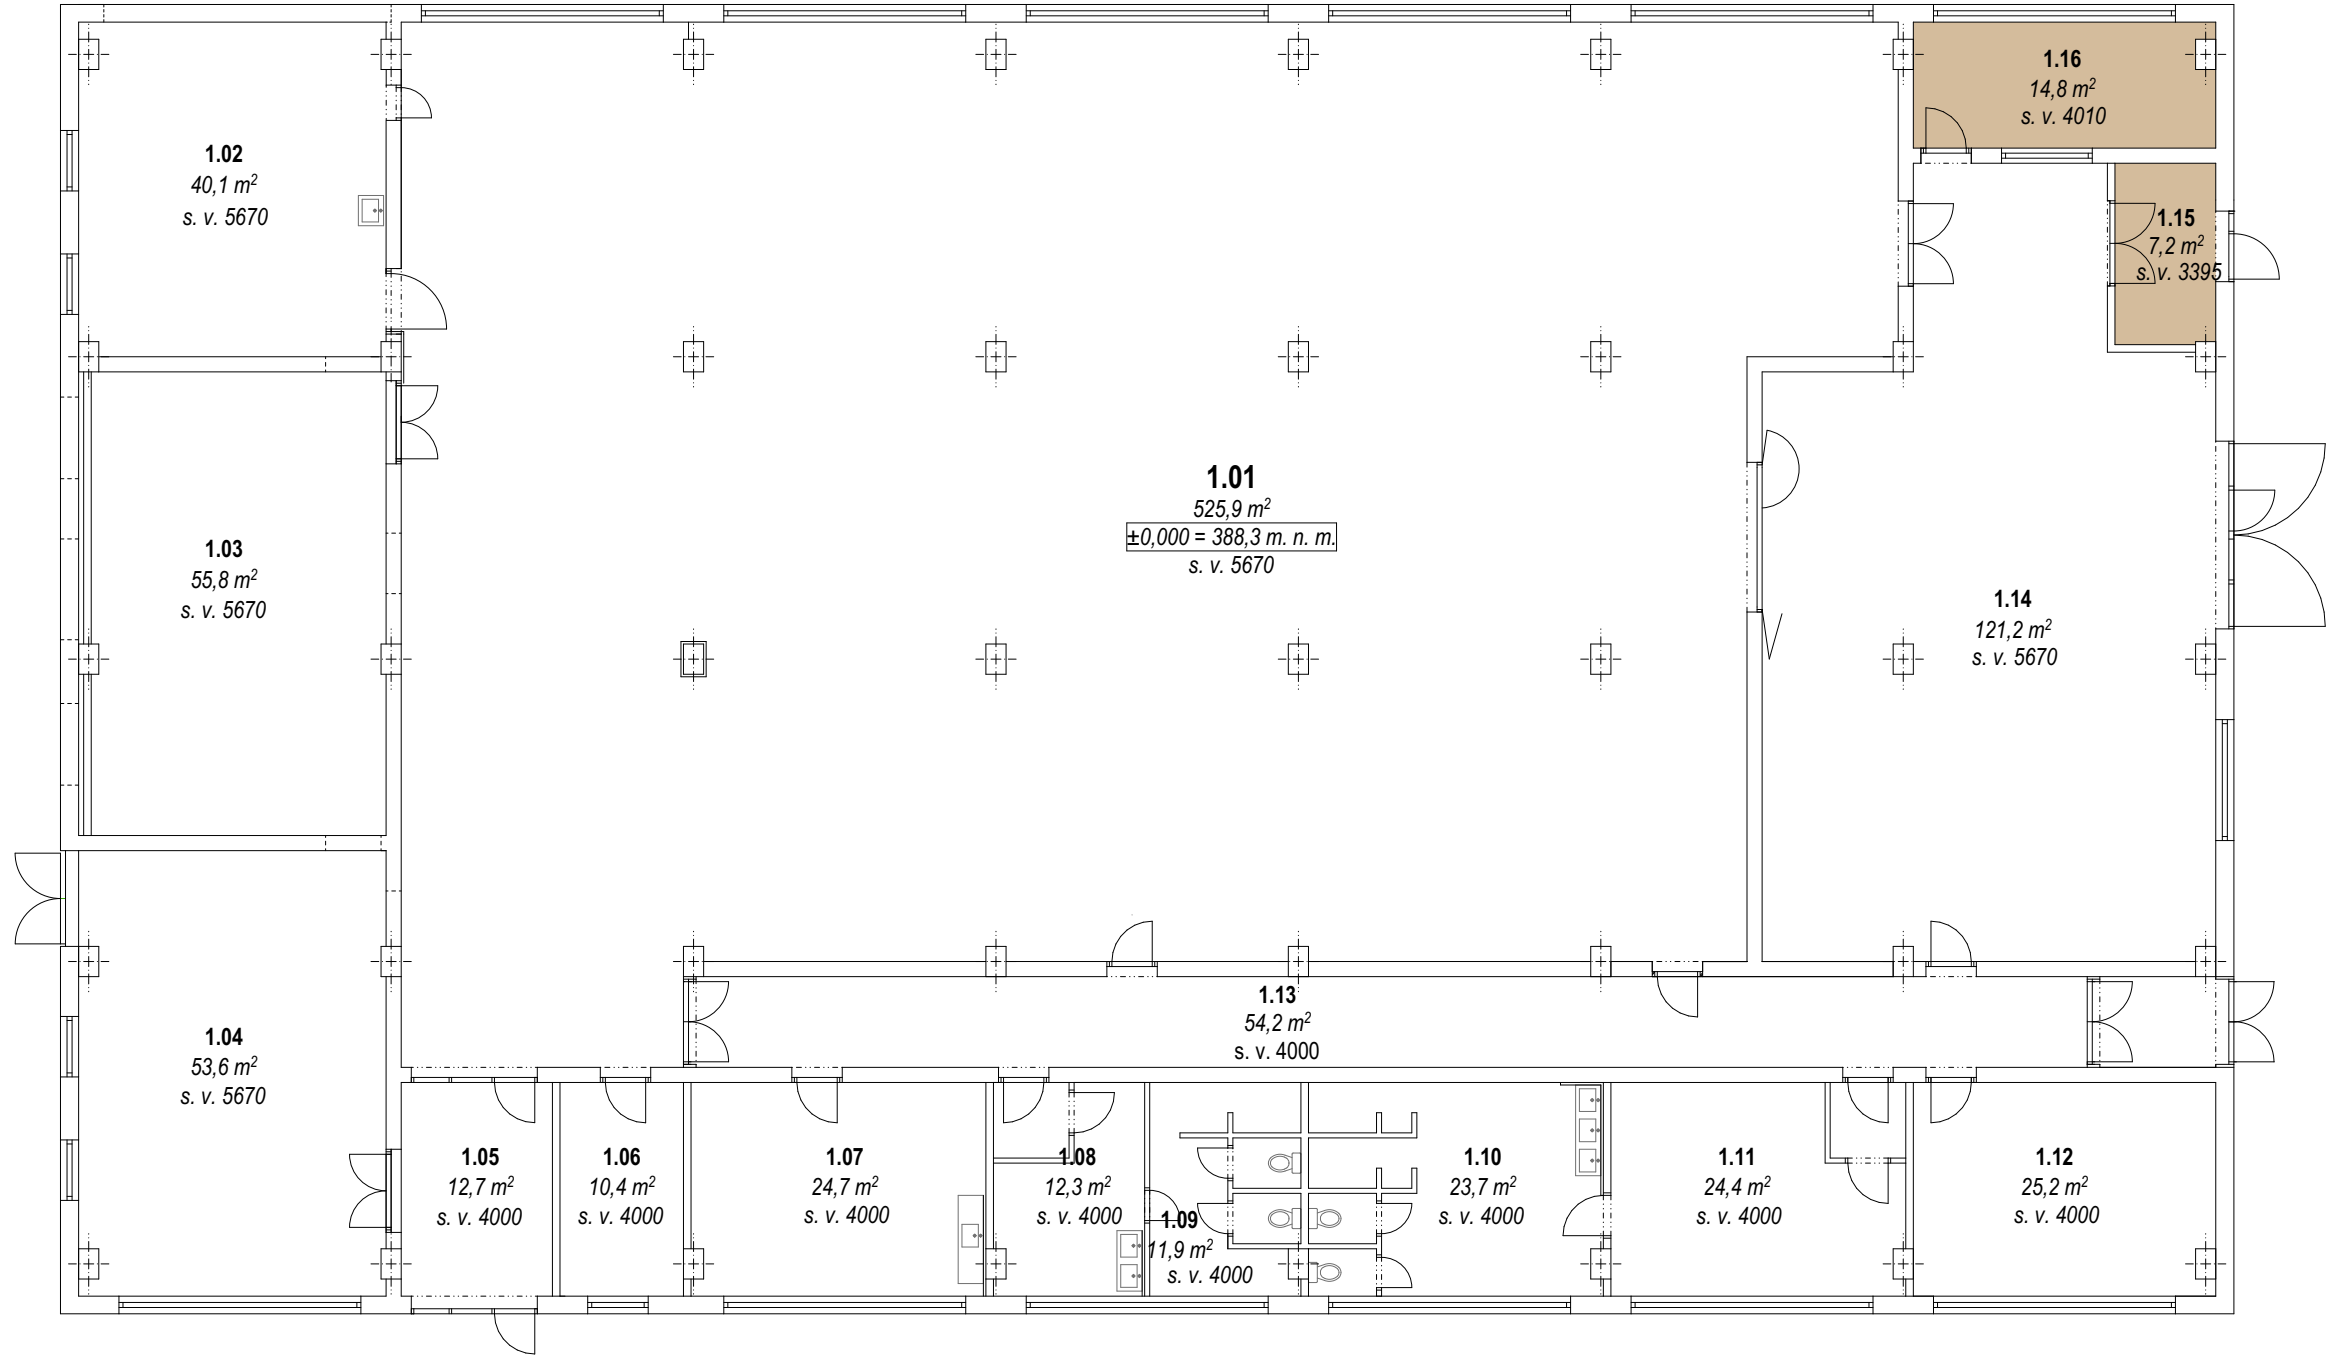 1.16
14,8 m²
s. v. 4010
1.02
40,1 m²
s. v. 5670
1.15
7,2 m²
s. v. 3395
1.01
525,9 m²
±0,000 = 388,3 m. n. m.
s. v. 5670
1.03
55,8 m²
s. v. 5670
1.14
121,2 m²
s. v. 5670
1.13
54,2 m²
s. v. 4000
1.04
53,6 m²
s. v. 5670
1.05
12,7 m²
s. v. 4000
1.06
10,4 m²
s. v. 4000
1.07
24,7 m²
s. v. 4000
1.08
12,3 m²
s. v. 4000
1.09
11,9 m²
s. v. 4000
1.10
23,7 m²
s. v. 4000
1.11
24,4 m²
s. v. 4000
1.12
25,2 m²
s. v. 4000